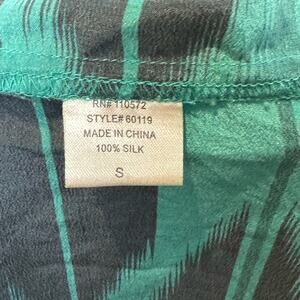 RN# 110572
STYLE# 60119
MADE IN CHINA
100% SILK
S